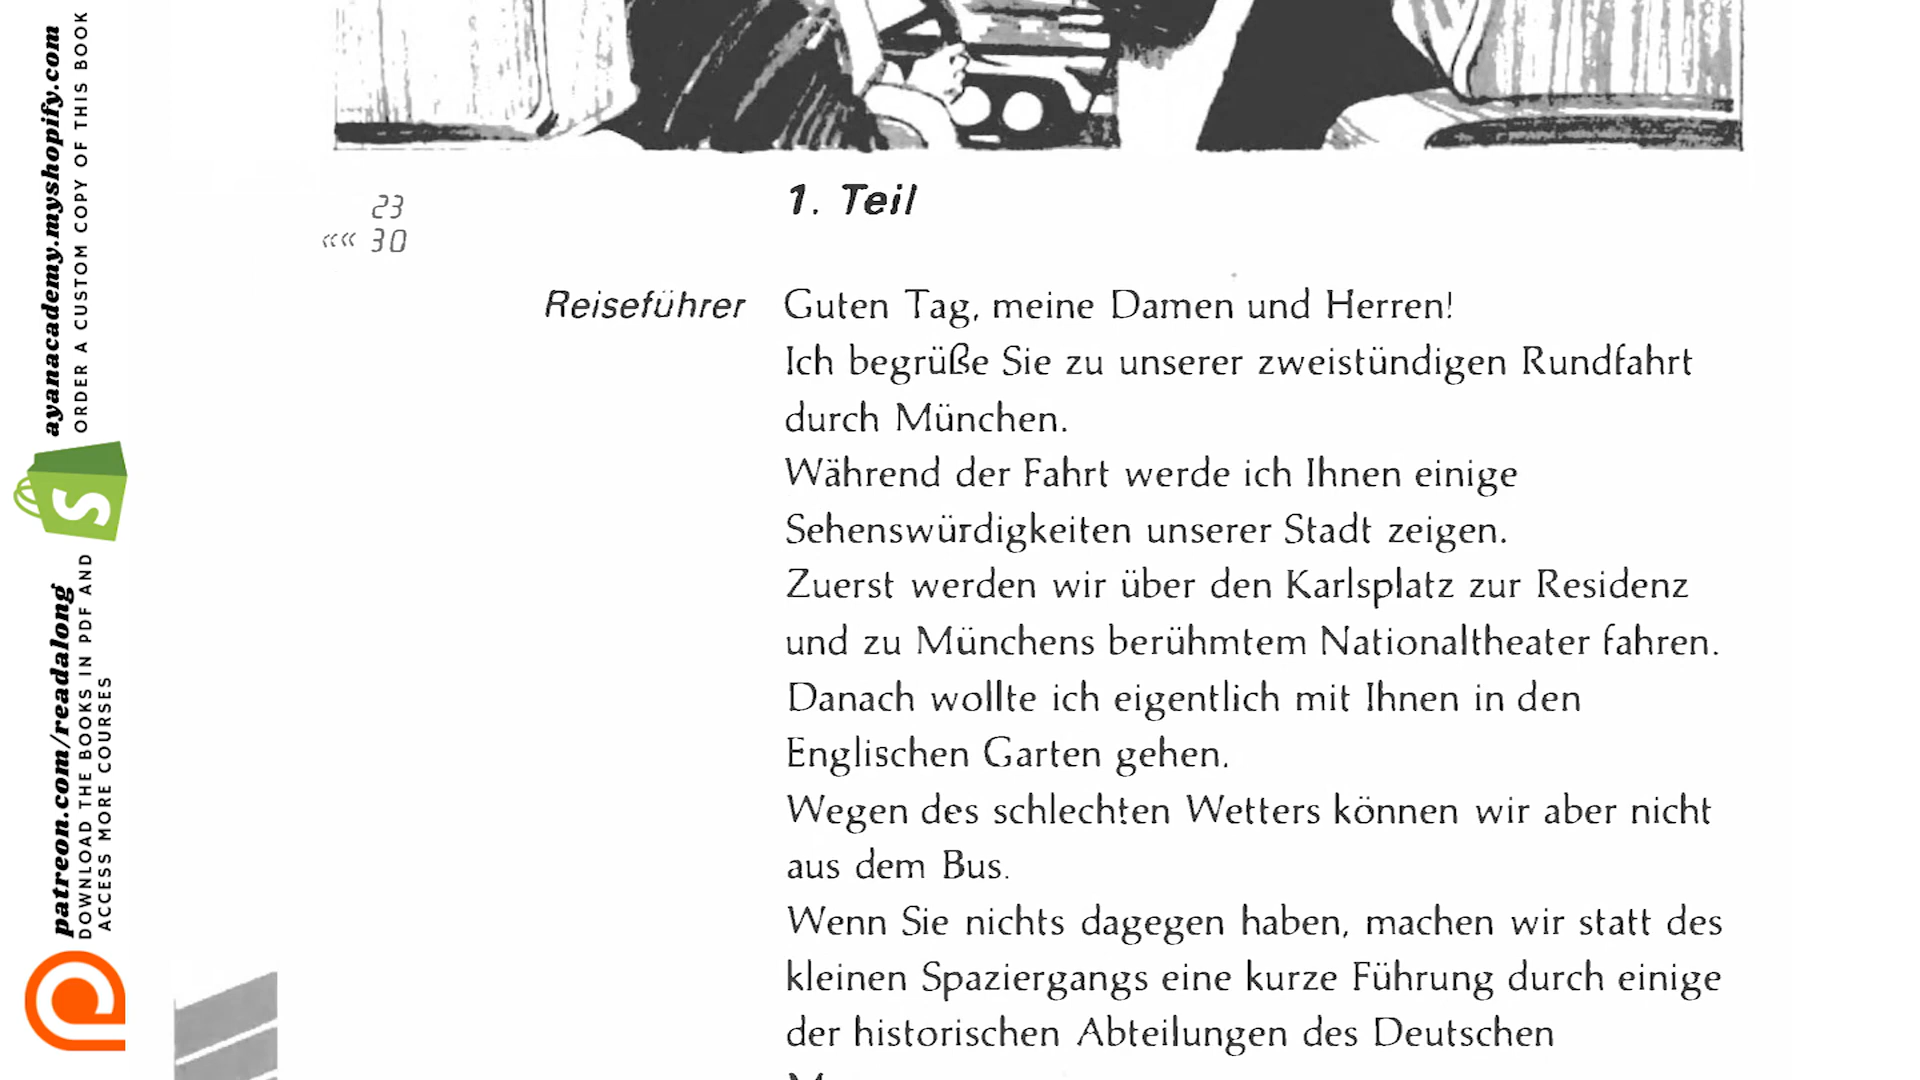 ayanacademy.myshopify.com
ORDER A CUSTOM COPY OF THIS BOOK
patreon.com/readalong
DOWNLOAD THE BOOKS IN PDF AND
ACCESS MORE COURSES
1. Teil
23
«« 30
Reiseführer Guten Tag, meine Damen und Herren!
Ich begrüße Sie zu unserer zweistündigen Rundfahrt
durch München.
Während der Fahrt werde ich Ihnen einige
Sehenswürdigkeiten unserer Stadt zeigen.
Zuerst werden wir über den Karlsplatz zur Residenz
und zu Münchens berühmtem Nationaltheater fahren.
Danach wollte ich eigentlich mit Ihnen in den
Englischen Garten gehen.
Wegen des schlechten Wetters können wir aber nicht
aus dem Bus.
Wenn Sie nichts dagegen haben, machen wir statt des
kleinen Spaziergangs eine kurze Führung durch einige
der historischen Abteilungen des Deutschen